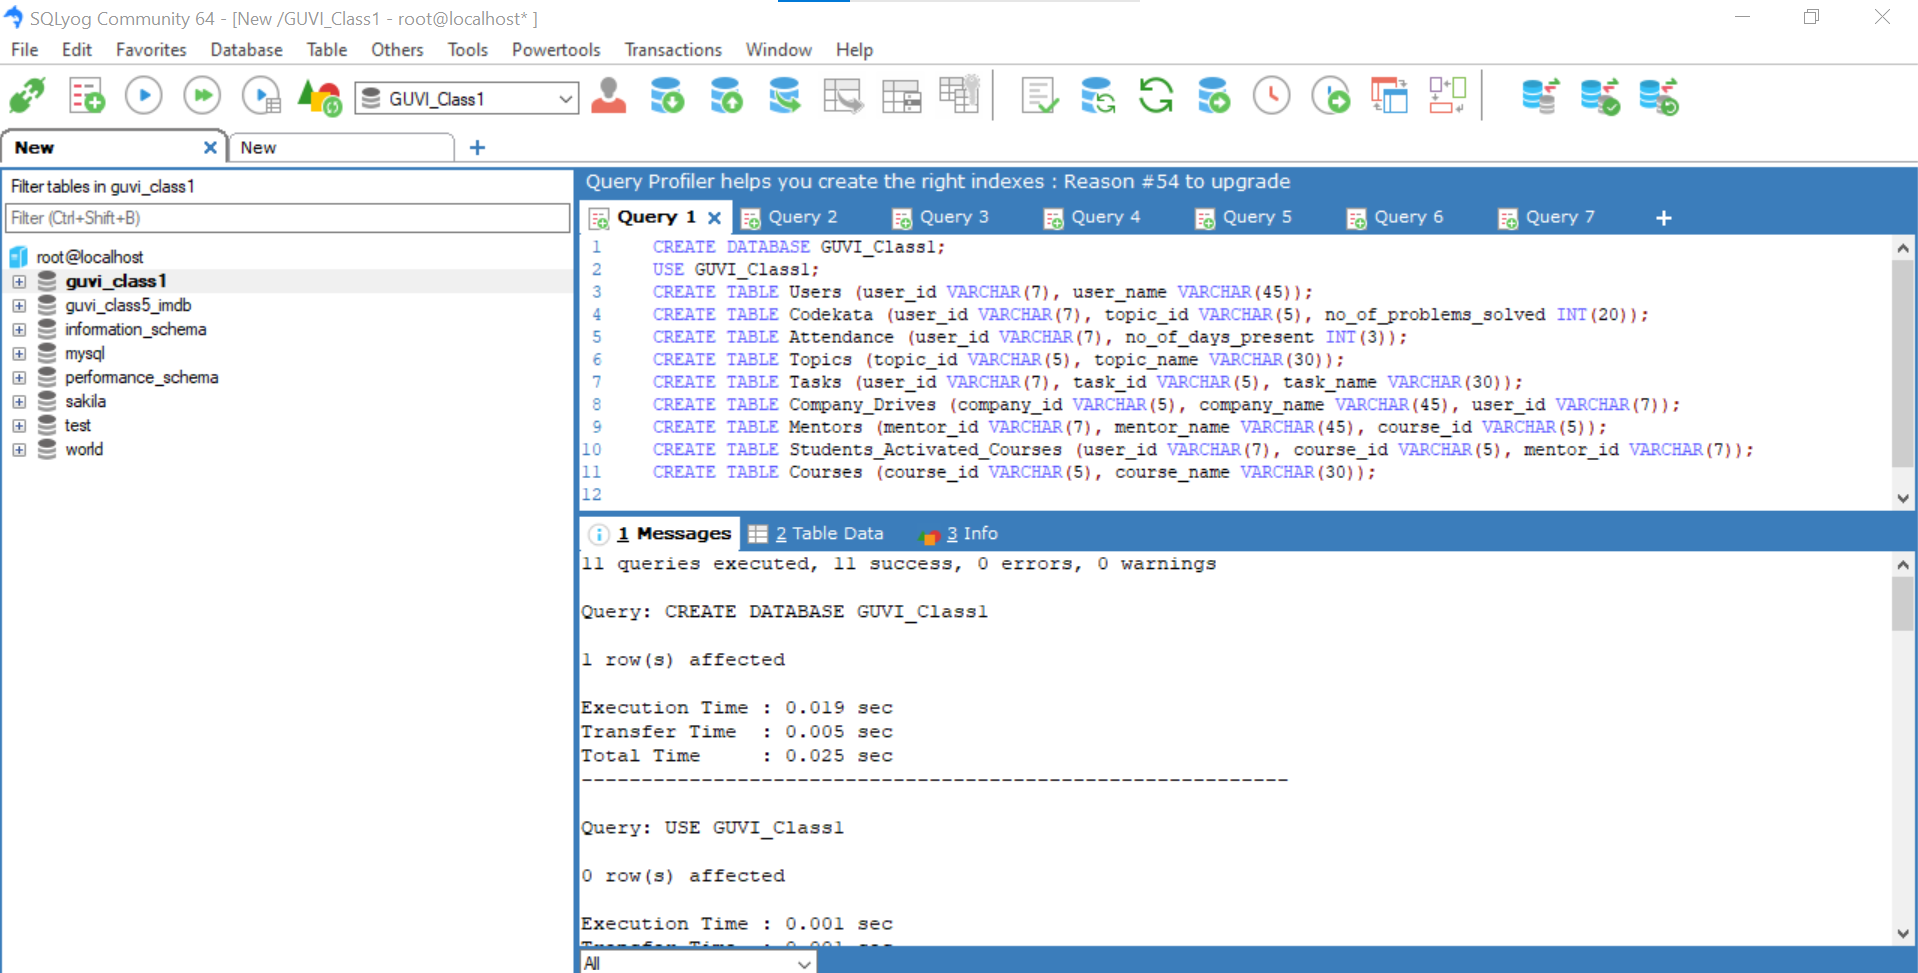 SQLyog Community 64 - [New /GUVI_Class1 - root@localhost* ]
File Edit Favorites Database Table Others Tools Powertools Transactions Window Help
GUVI_Class1
New New
Filter tables in guvi_class1
Filter (Ctrl+Shift+B)
root@localhost
guvi_class1
guvi_class5_imdb
information_schema
mysql
performance_schema
sakila
test
world
Query Profiler helps you create the right indexes : Reason #54 to upgrade
Query 1 Query 2 Query 3 Query 4 Query 5 Query 6 Query 7
1 CREATE DATABASE GUVI_Class1;
2 USE GUVI_Class1;
3 CREATE TABLE Users (user_id VARCHAR(7), user_name VARCHAR(45));
4 CREATE TABLE Codekata (user_id VARCHAR(7), topic_id VARCHAR(5), no_of_problems_solved INT(20));
5 CREATE TABLE Attendance (user_id VARCHAR(7), no_of_days_present INT(3));
6 CREATE TABLE Topics (topic_id VARCHAR(5), topic_name VARCHAR(30));
7 CREATE TABLE Tasks (user_id VARCHAR(7), task_id VARCHAR(5), task_name VARCHAR(30));
8 CREATE TABLE Company_Drives (company_id VARCHAR(5), company_name VARCHAR(45), user_id VARCHAR(7));
9 CREATE TABLE Mentors (mentor_id VARCHAR(7), mentor_name VARCHAR(45), course_id VARCHAR(5));
10 CREATE TABLE Students_Activated_Courses (user_id VARCHAR(7), course_id VARCHAR(5), mentor_id VARCHAR(7));
11 CREATE TABLE Courses (course_id VARCHAR(5), course_name VARCHAR(30));
12
1 Messages 2 Table Data 3 Info
11 queries executed, 11 success, 0 errors, 0 warnings
Query: CREATE DATABASE GUVI_Class1
1 row(s) affected
Execution Time : 0.019 sec
Transfer Time : 0.005 sec
Total Time : 0.025 sec
-----------------------------------------------------------
Query: USE GUVI_Class1
0 row(s) affected
Execution Time : 0.001 sec
Transfer Time : 0.001 sec
All